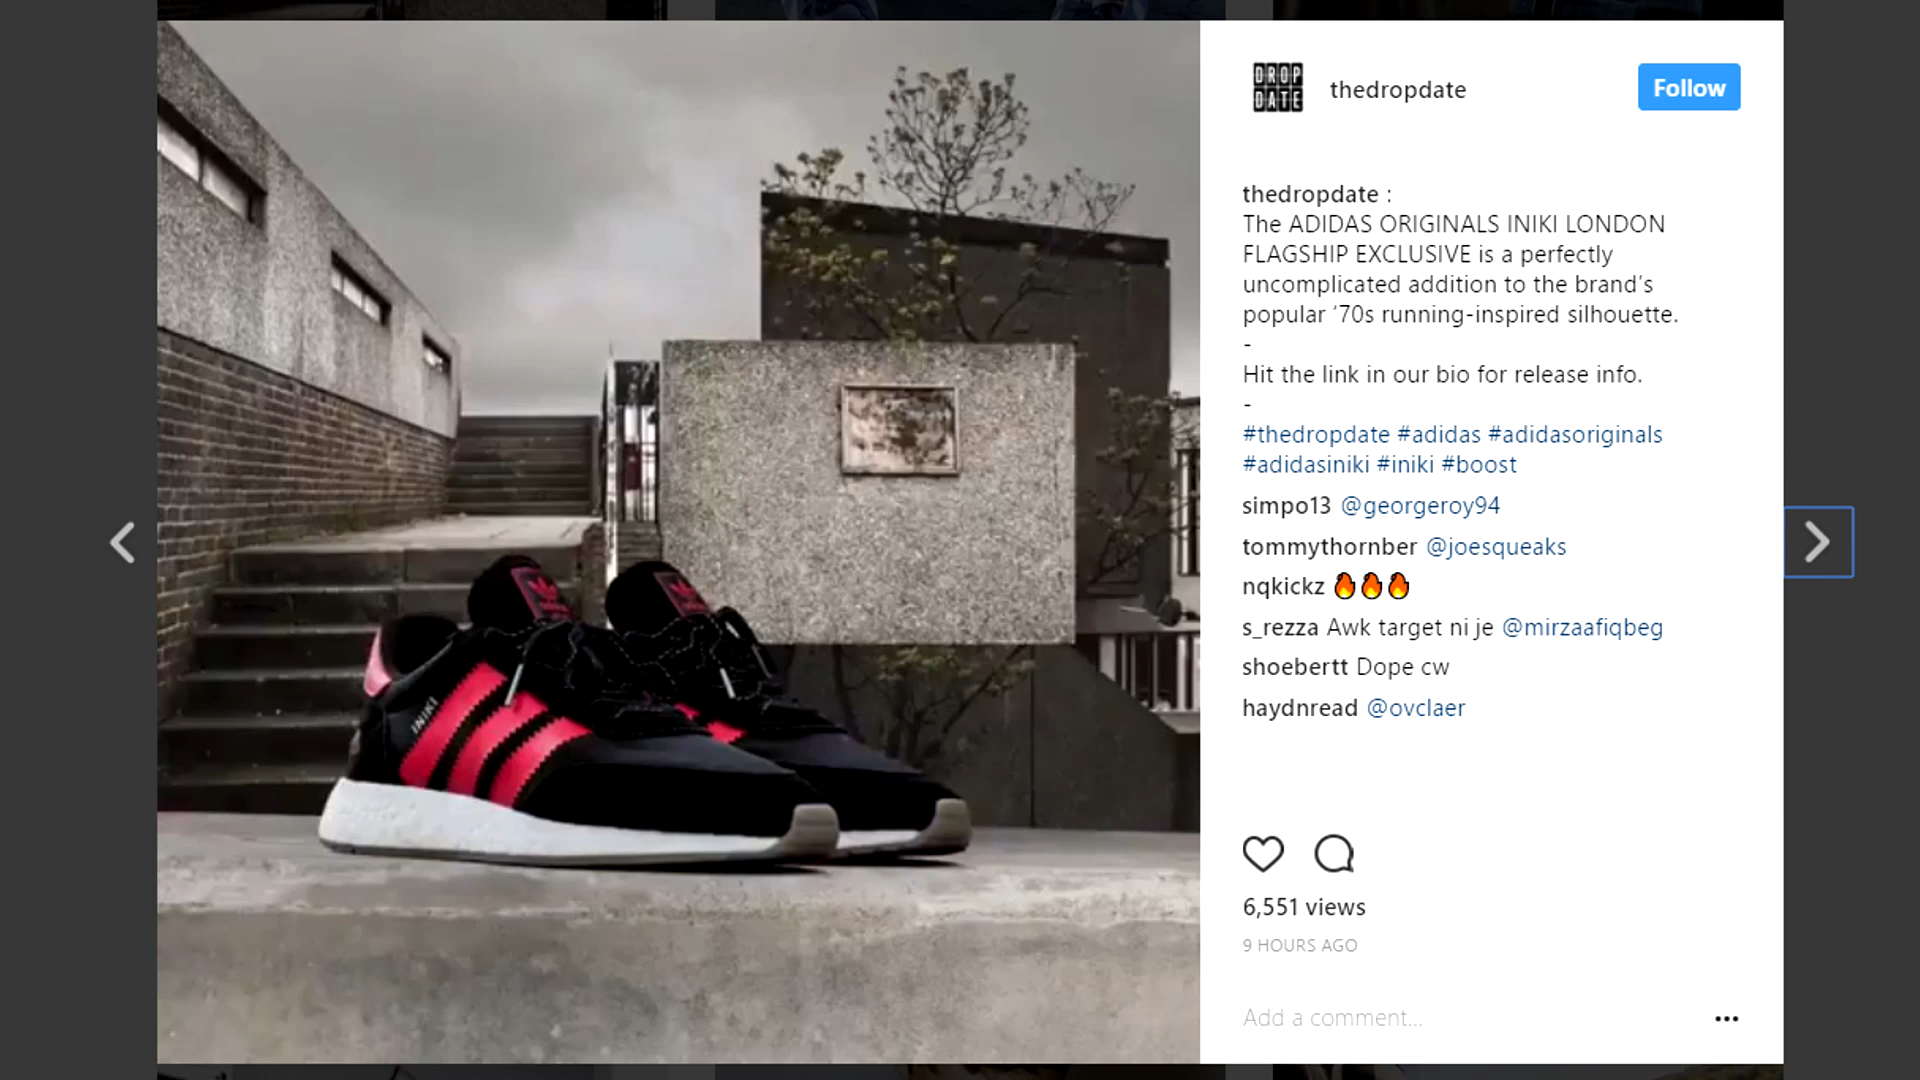 DROP
DATE
thedropdate
Follow
thedropdate :
The ADIDAS ORIGINALS INIKI LONDON
FLAGSHIP EXCLUSIVE is a perfectly
uncomplicated addition to the brand’s
popular ‘70s running-inspired silhouette.
-
Hit the link in our bio for release info.
-
#thedropdate #adidas #adidasoriginals
#adidasiniki #iniki #boost
simpo13 @georgeroy94
tommythornber @joesqueaks
nqkickz 🔥🔥🔥
s_rezza Awk target ni je @mirzaafiqbeg
shoebertt Dope cw
haydnread @ovclaer
6,551 views
9 HOURS AGO
Add a comment...
INIKI